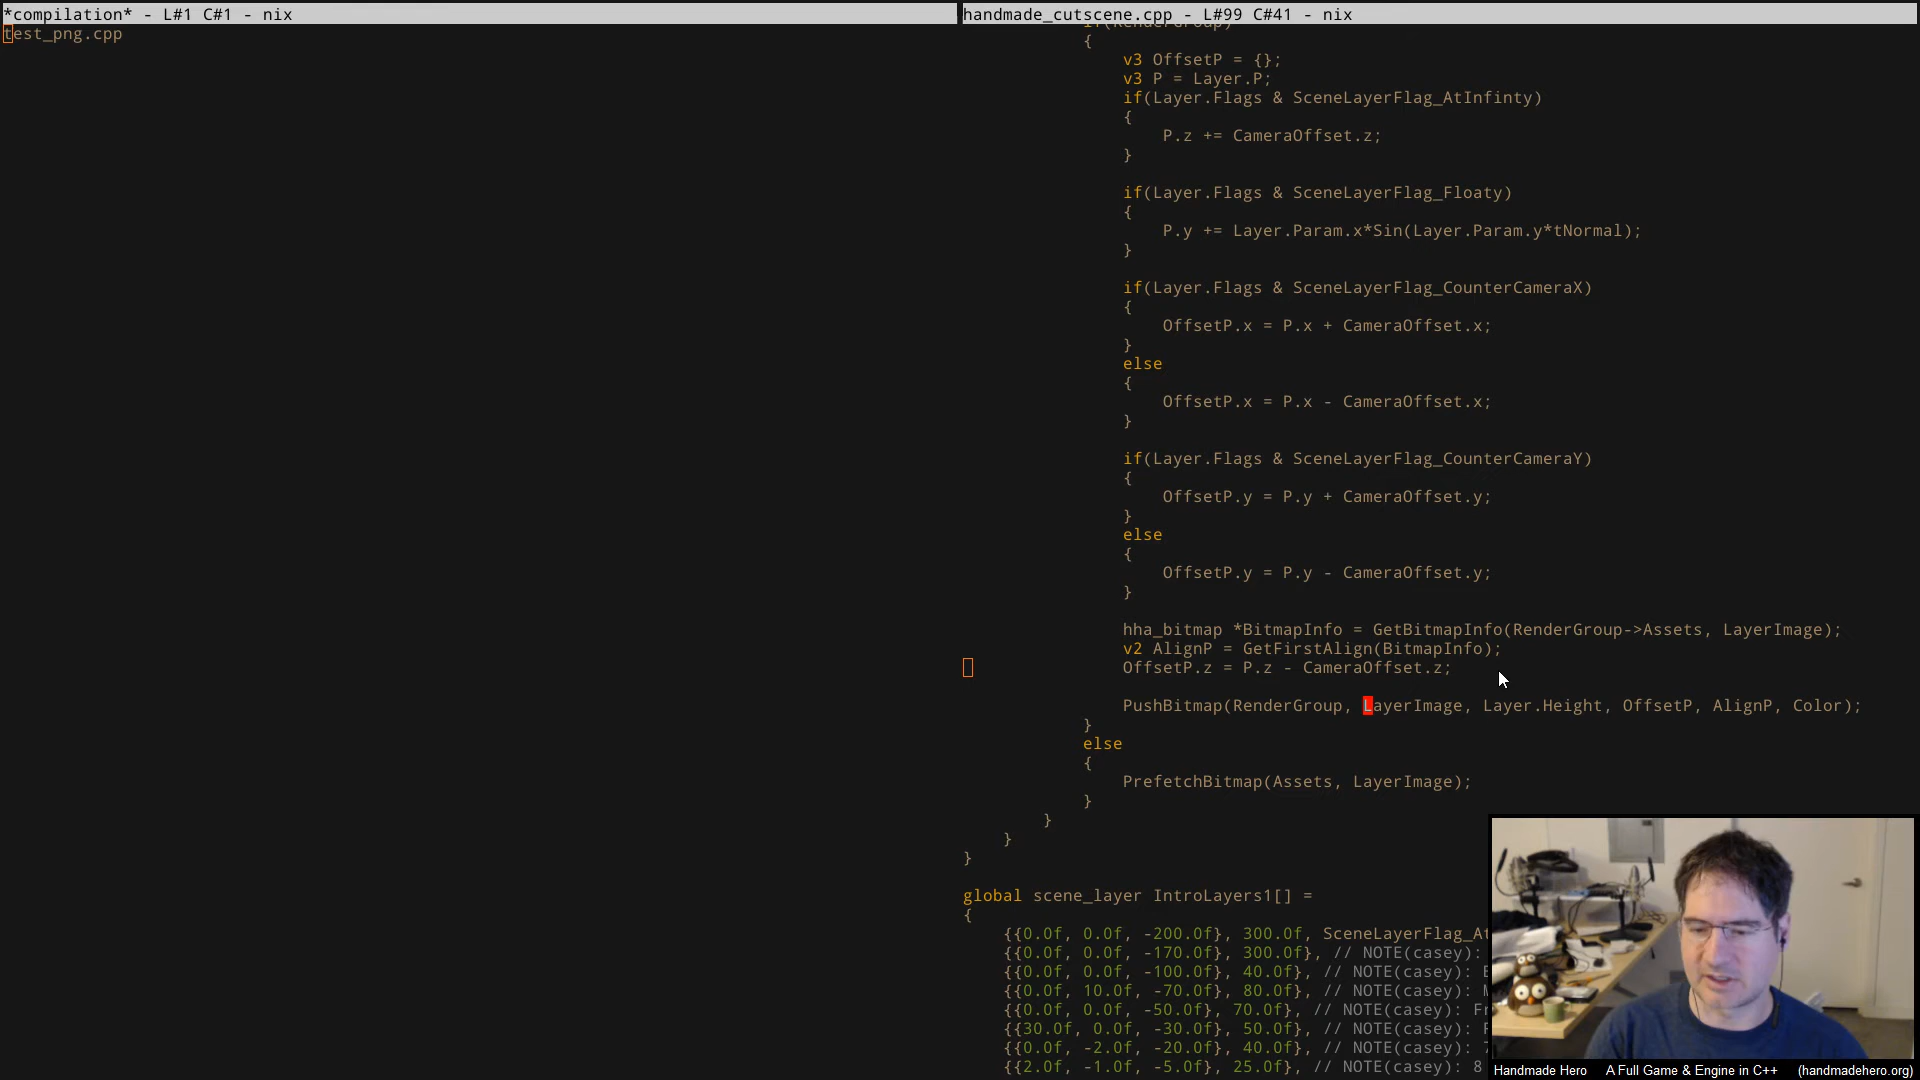 *compilation* - L#1 C#1 - nix
test_png.cpp
handmade_cutscene.cpp - L#99 C#41 - nix
if(RenderGroup)
{
v3 OffsetP = {};
v3 P = Layer.P;
if(Layer.Flags & SceneLayerFlag_AtInfinty)
{
P.z += CameraOffset.z;
}
if(Layer.Flags & SceneLayerFlag_Floaty)
{
P.y += Layer.Param.x*Sin(Layer.Param.y*tNormal);
}
if(Layer.Flags & SceneLayerFlag_CounterCameraX)
{
OffsetP.x = P.x + CameraOffset.x;
}
else
{
OffsetP.x = P.x - CameraOffset.x;
}
if(Layer.Flags & SceneLayerFlag_CounterCameraY)
{
OffsetP.y = P.y + CameraOffset.y;
}
else
{
OffsetP.y = P.y - CameraOffset.y;
}
hha_bitmap *BitmapInfo = GetBitmapInfo(RenderGroup->Assets, LayerImage);
v2 AlignP = GetFirstAlign(BitmapInfo);
OffsetP.z = P.z - CameraOffset.z;
PushBitmap(RenderGroup, LayerImage, Layer.Height, OffsetP, AlignP, Color);
}
else
{
PrefetchBitmap(Assets, LayerImage);
}
}
}
}
global scene_layer IntroLayers1[] =
{
{{0.0f, 0.0f, -200.0f}, 300.0f, SceneLayerFlag_At
{{0.0f, 0.0f, -170.0f}, 300.0f}, // NOTE(casey):
{{0.0f, 0.0f, -100.0f}, 40.0f}, // NOTE(casey):
{{0.0f, 10.0f, -70.0f}, 80.0f}, // NOTE(casey):
{{0.0f, 0.0f, -50.0f}, 70.0f}, // NOTE(casey): Fr
{{30.0f, 0.0f, -30.0f}, 50.0f}, // NOTE(casey):
{{0.0f, -2.0f, -20.0f}, 40.0f}, // NOTE(casey): 7
{{2.0f, -1.0f, -5.0f}, 25.0f}, // NOTE(casey): 8
Handmade Hero A Full Game & Engine in C++ (handmadehero.org)